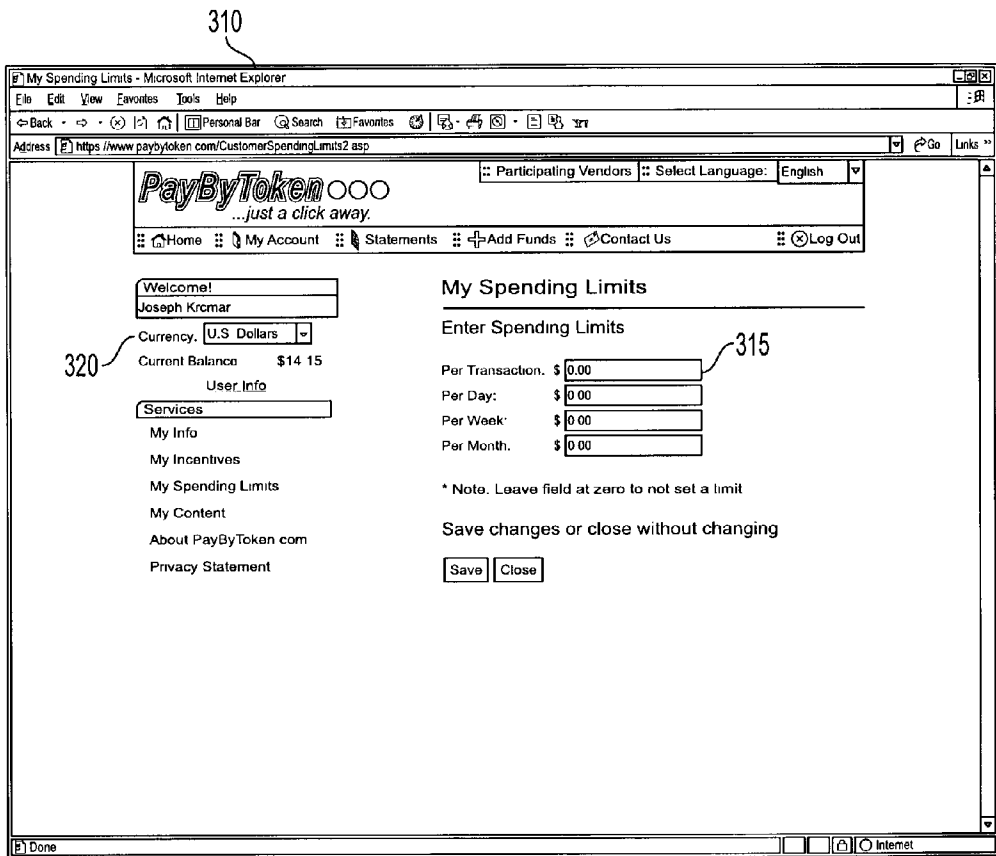 310
My Spending Limits - Microsoft Internet Explorer
File Edit View Favorites Tools Help
Back Personal Bar Search Favorites
Address https //www paybytoken com/CustomerSpendingLimits2 asp Go Links »
PayByToken
...just a click away.
:: Participating Vendors :: Select Language: English
Home My Account Statements Add Funds Contact Us Log Out
Welcome!
Joseph Krcmar
Currency. U.S Dollars
320
Current Balance $14 15
User Info
Services
My Info
My Incentives
My Spending Limits
My Content
About PayByToken com
Privacy Statement
My Spending Limits
Enter Spending Limits
315
Per Transaction. $ 0.00
Per Day: $ 0 00
Per Week: $ 0 00
Per Month. $ 0 00
* Note. Leave field at zero to not set a limit
Save changes or close without changing
Save Close
Done Internet